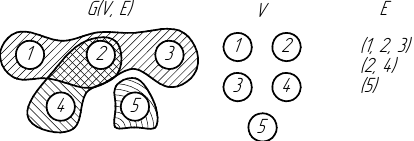 G(V, E) V E
1 2 3 1 2 (1, 2, 3)
(2, 4)
4 5 3 4 (5)
5